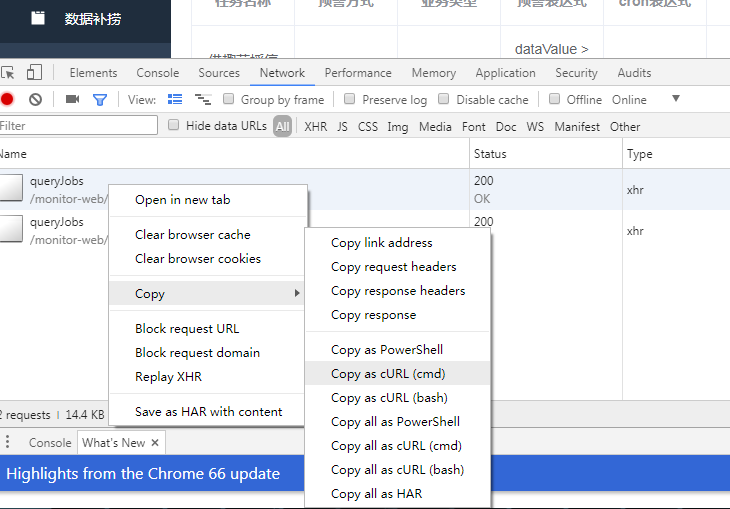 数据补捞
任务名称 预警方式 业务类型 预警表达式 cron表达式
dataValue >
Elements Console Sources Network Performance Memory Application Security Audits
View: Group by frame Preserve log Disable cache Offline Online
Filter Hide data URLs All XHR JS CSS Img Media Font Doc WS Manifest Other
Name Status Type
queryJobs 200 xhr
/monitor-web/ OK
queryJobs 200 xhr
/monitor-web/
Open in new tab
Clear browser cache
Clear browser cookies
Copy
Block request URL
Block request domain
Replay XHR
Save as HAR with content
Copy link address
Copy request headers
Copy response headers
Copy response
Copy as PowerShell
Copy as cURL (cmd)
Copy as cURL (bash)
Copy all as PowerShell
Copy all as cURL (cmd)
Copy all as cURL (bash)
Copy all as HAR
2 requests | 14.4 KB
Console What's New ×
Highlights from the Chrome 66 update